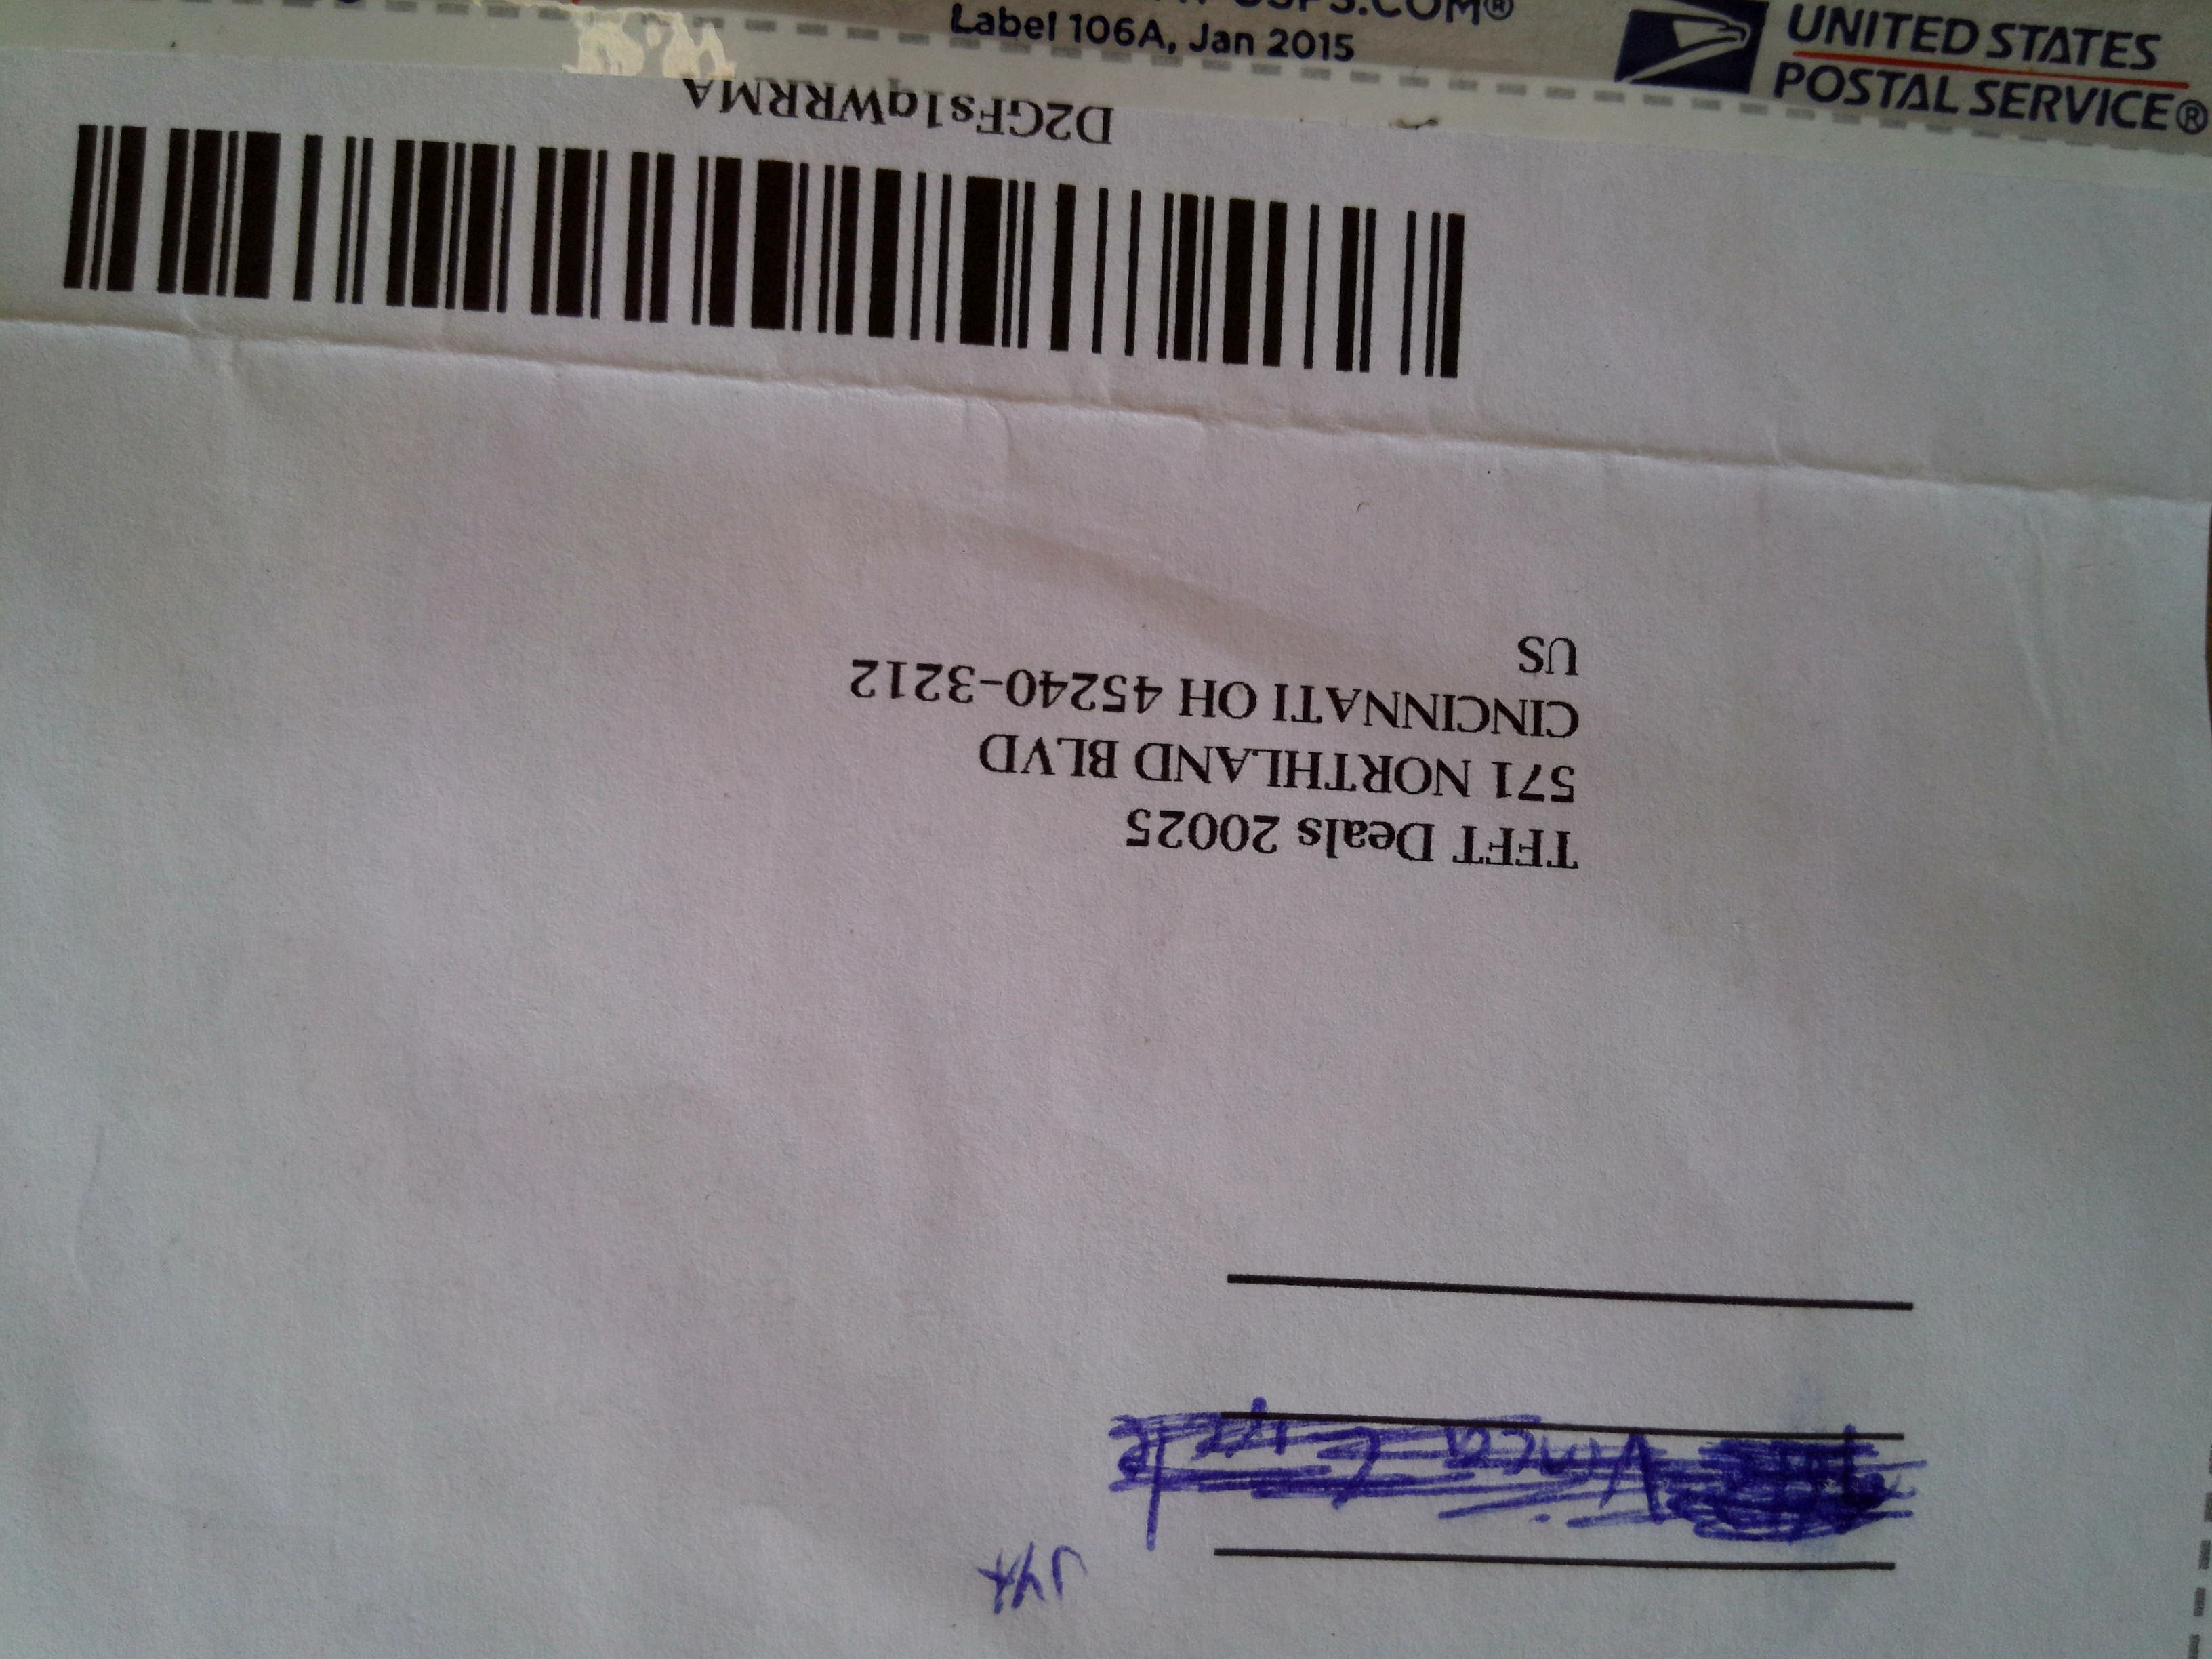 USPS.COM®
Label 106A, Jan 2015
UNITED STATES
POSTAL SERVICE®
TFFT Deals 20025
571 NORTHLAND BLVD
CINCINNATI OH 45240-3212
US
D2GFs1qWRRMA